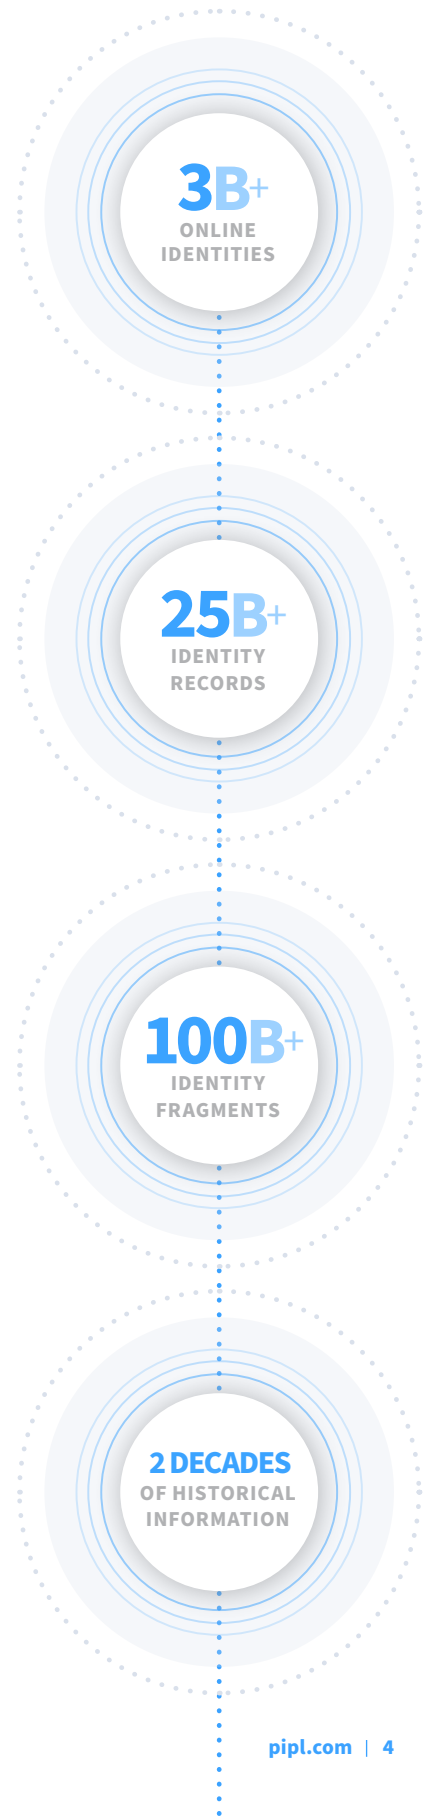 3B+
ONLINE
IDENTITIES
25B+
IDENTITY
RECORDS
100B+
IDENTITY
FRAGMENTS
2 DECADES
OF HISTORICAL
INFORMATION
pipl.com | 4